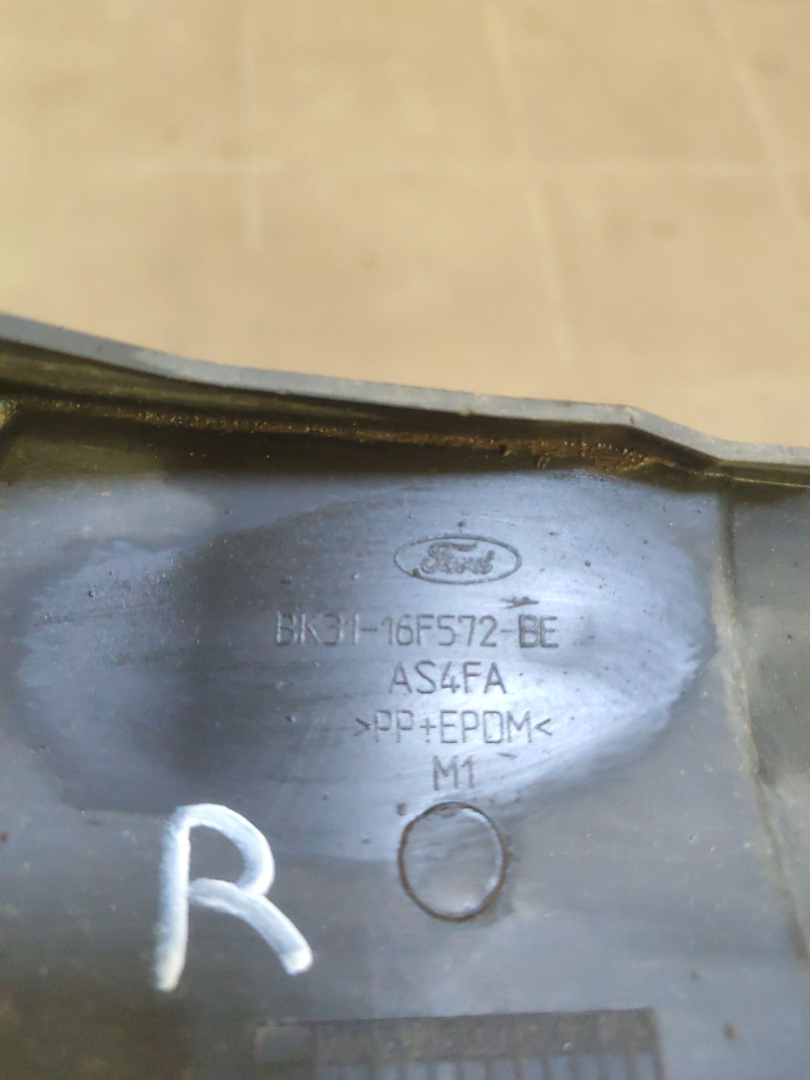 Ford
BK31-16F572-BE
AS4FA
>PP+EPDM<
M1
R